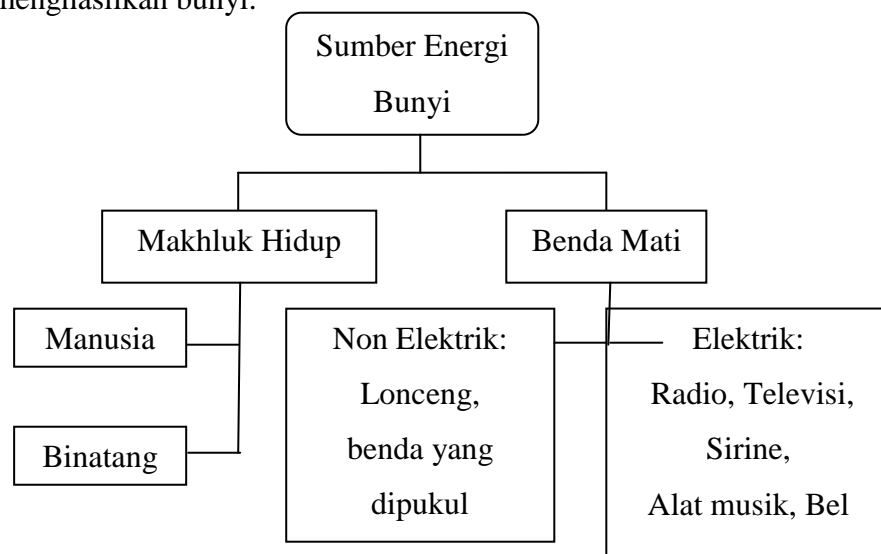 menghasilkan bunyi.
Sumber Energi
Bunyi
Makhluk Hidup
Benda Mati
Manusia
Binatang
Non Elektrik:
Lonceng,
benda yang
dipukul
Elektrik:
Radio, Televisi,
Sirine,
Alat musik, Bel